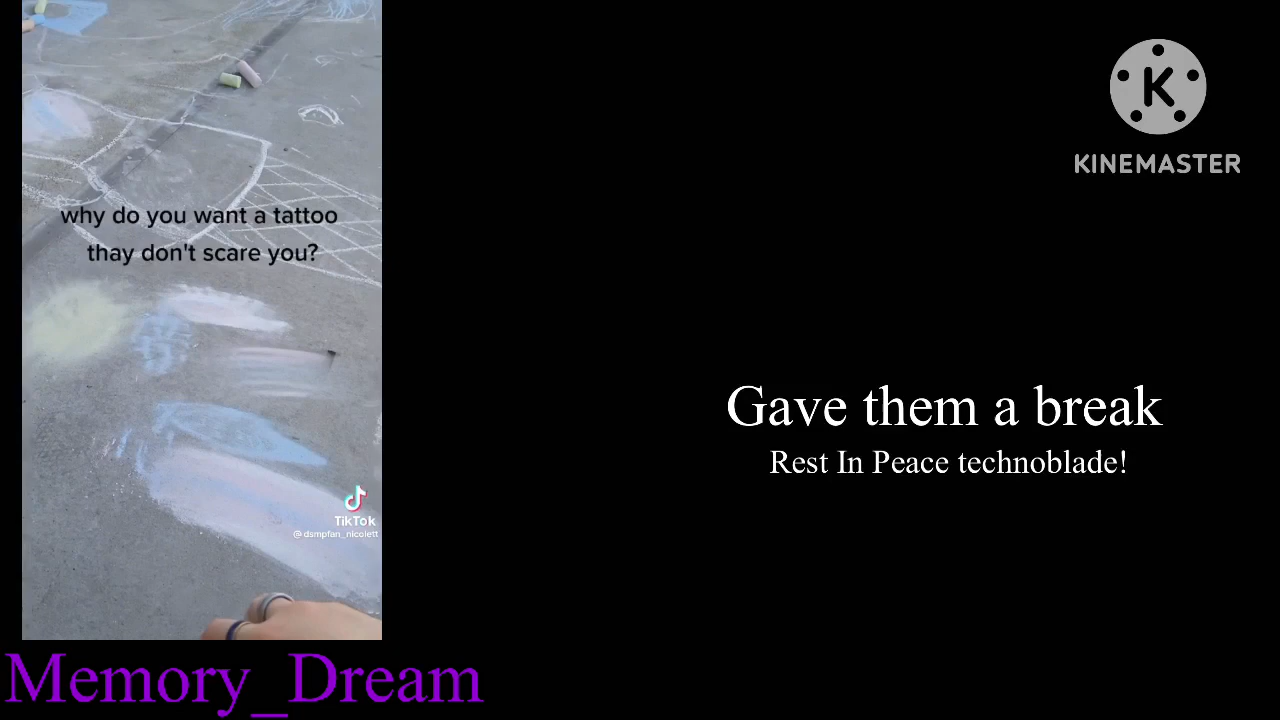 K
KINEMASTER
why do you want a tattoo
thay don't scare you?
Gave them a break
Rest In Peace technoblade!
TikTok
@dsmpfan_nicolett
Memory_Dream